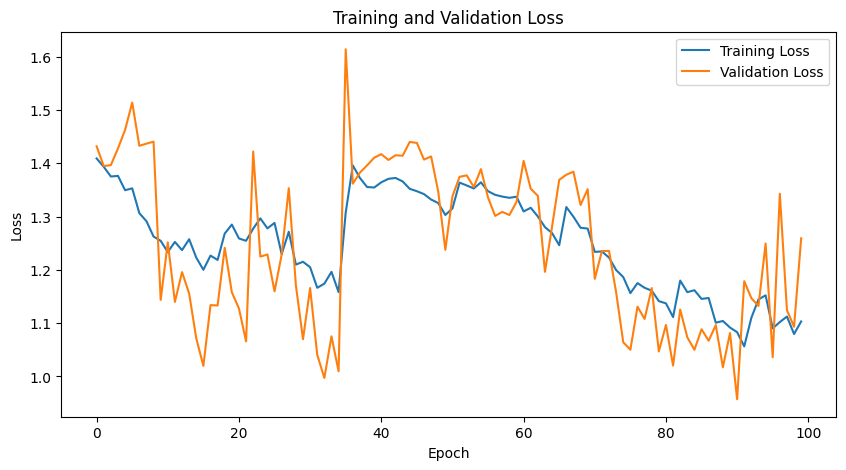 Training and Validation Loss
Training Loss
Validation Loss
1.6
1.5
1.4
1.3
1.2
1.1
1.0
Loss
0 20 40 60 80 100
Epoch